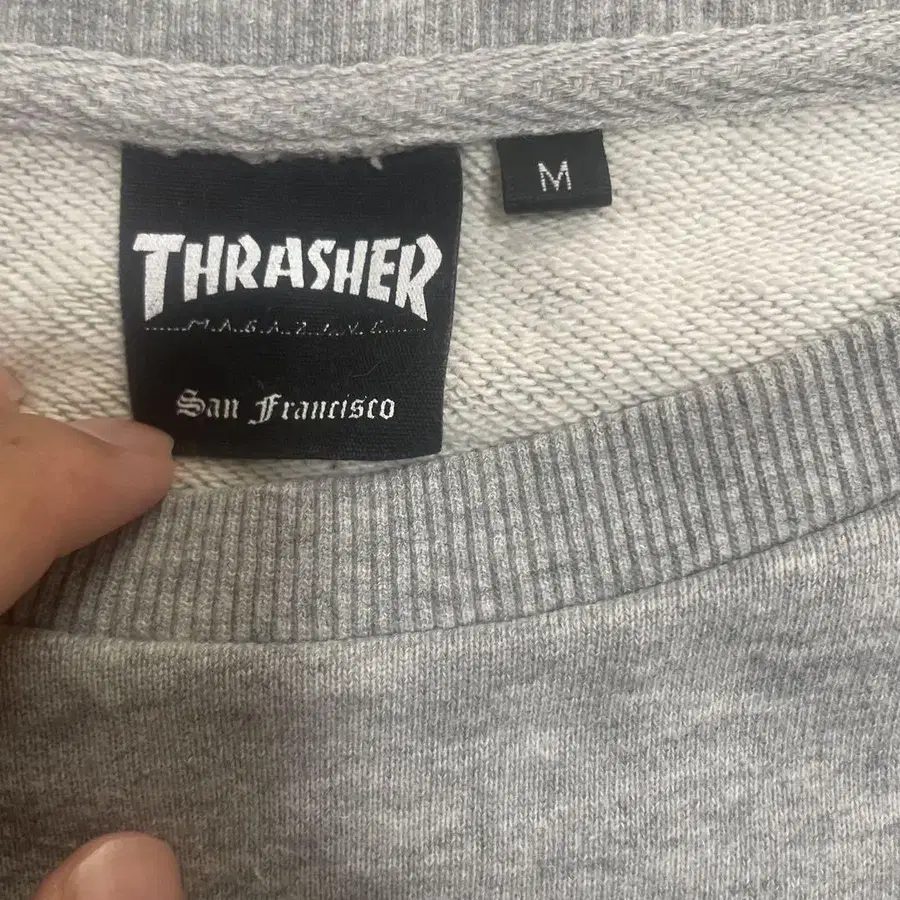 THRASHER
MAGAZINE
San Francisco
M